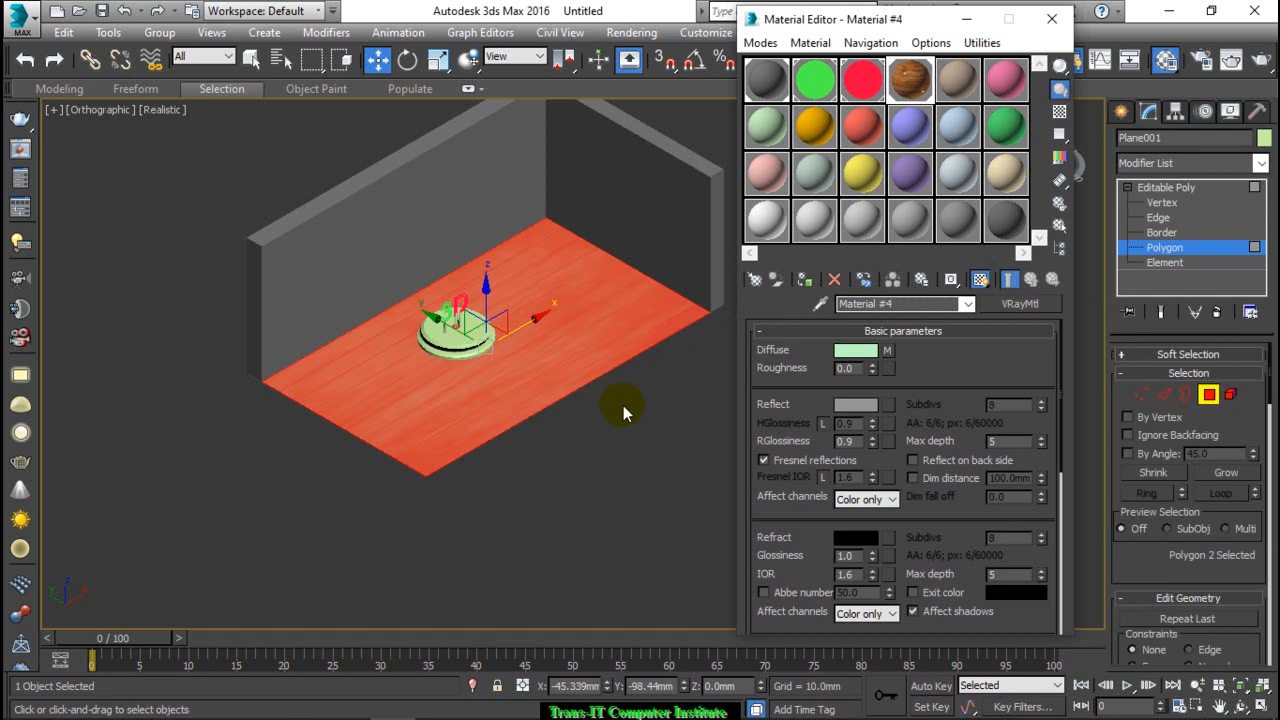 MAX
Workspace: Default
Autodesk 3ds Max 2016 Untitled
Edit
Tools
Group
Views
Create
Modifiers
Animation
Graph Editors
Civil View
Rendering
Customize
All
View
Modeling
Freeform
Selection
Object Paint
Populate
[+] [Orthographic] [Realistic]
z
x
y
Material Editor - Material #4
Modes
Material
Navigation
Options
Utilities
Material #4
VRayMtl
Basic parameters
Diffuse
M
Roughness
0.0
Reflect
Subdivs
8
HGlossiness
L
0.9
AA: 6/6; px: 6/60000
RGlossiness
0.9
Max depth
5
Fresnel reflections
Reflect on back side
Fresnel IOR
L
1.6
Dim distance
100.0mm
Affect channels
Color only
Dim fall off
0.0
Refract
Subdivs
8
Glossiness
1.0
AA: 6/6; px: 6/60000
IOR
1.6
Max depth
5
Abbe number
50.0
Exit color
Affect channels
Color only
Affect shadows
Plane001
Modifier List
Editable Poly
Vertex
Edge
Border
Polygon
Element
Soft Selection
Selection
By Vertex
Ignore Backfacing
By Angle:
45.0
Shrink
Grow
Ring
Loop
Preview Selection
Off
SubObj
Multi
Polygon 2 Selected
Edit Geometry
Repeat Last
Constraints
None
Edge
0 / 100
0 5 10 15 20 25 30 35 40 45 50 55 60 65 70 75 80 85 90 95 100
1 Object Selected
X: -45.339mm
Y: -98.44mm
Z: 0.0mm
Grid = 10.0mm
Auto Key
Selected
Click or click-and-drag to select objects
Trans-IT Computer Institute
Add Time Tag
Set Key
Key Filters...
0